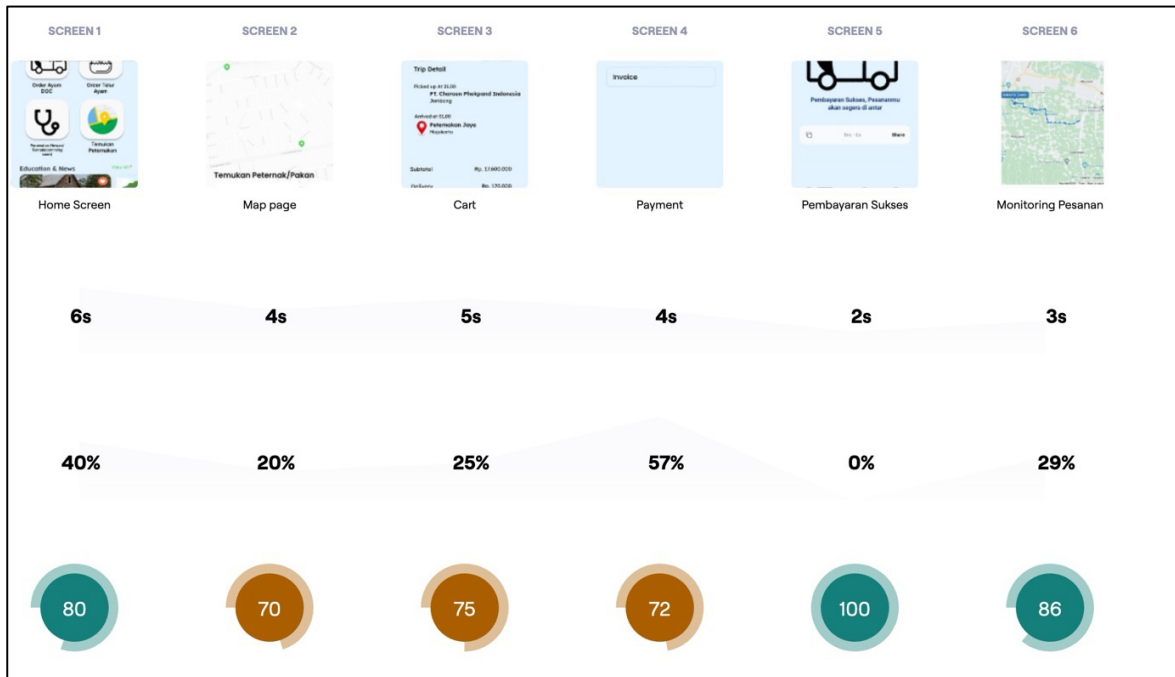 SCREEN 1
SCREEN 2
SCREEN 3
SCREEN 4
SCREEN 5
SCREEN 6
Order Ayam
DOC
Order Telur
Ayam
Temukan
Peternakan
Education & News
Home Screen
Temukan Peternak/Pakan
Map page
Trip Detail
Picked up At 21.00
PT. Charoen Phokpand Indonesia
Jombang
Arrived at 01.00
Peternakan Jaya
Mojokerto
Subtotal
Rp. 17.600.000
Delivery
Rp. 170.000
Cart
Invoice
Payment
Pembayaran Sukses, Pesananmu
akan segera di antar
Share
Pembayaran Sukses
Monitoring Pesanan
6s
4s
5s
4s
2s
3s
40%
20%
25%
57%
0%
29%
80
70
75
72
100
86